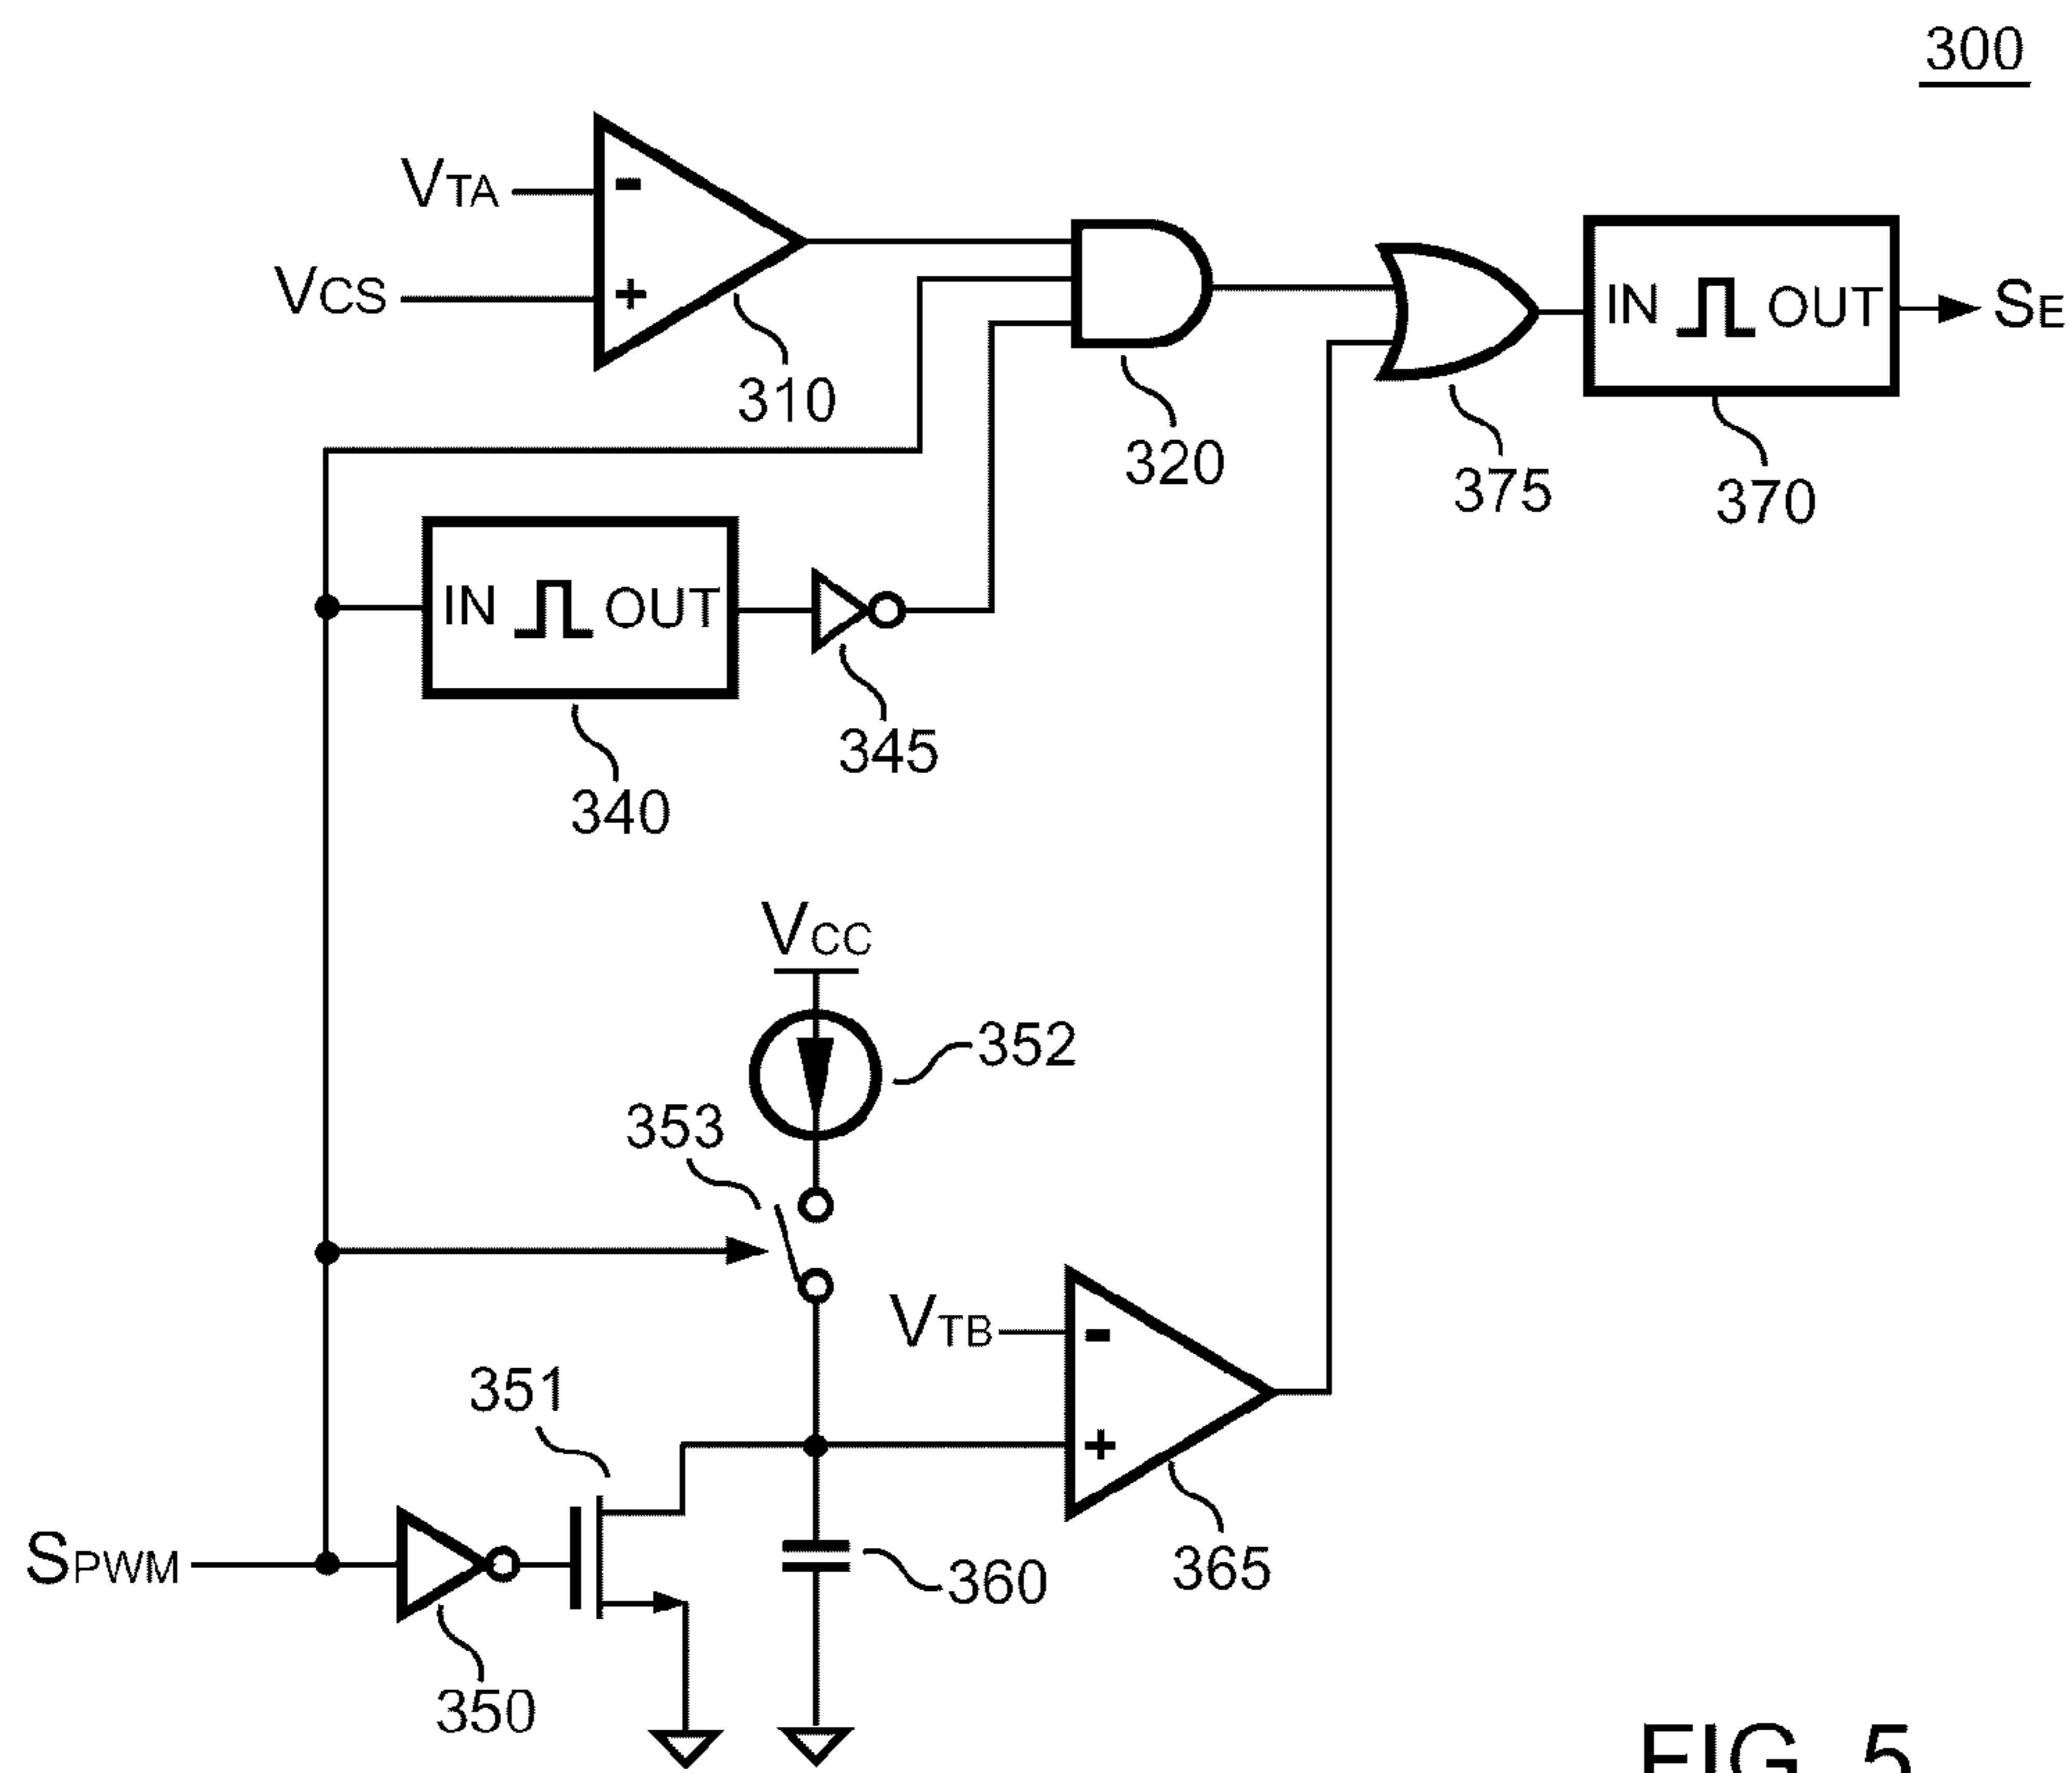 300
VTA
-
VCS
+
310
320
375
IN OUT
SE
370
IN OUT
345
340
VCC
352
353
VTB
-
351
+
SPWM
360
365
350
FIG. 5